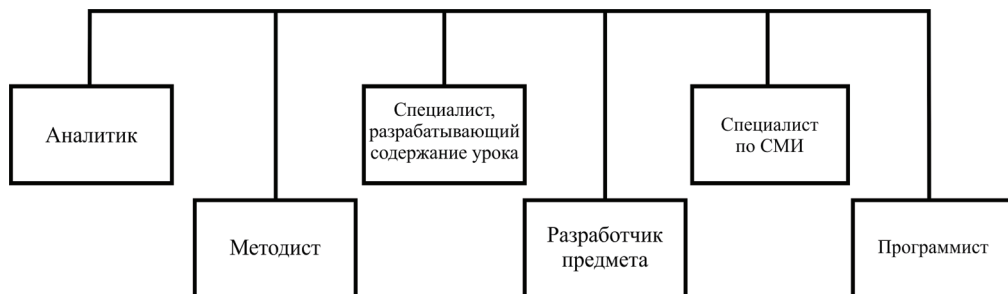 Аналитик
Специалист,
разрабатывающий
содержание урока
Специалист
по СМИ
Методист
Разработчик
предмета
Программист